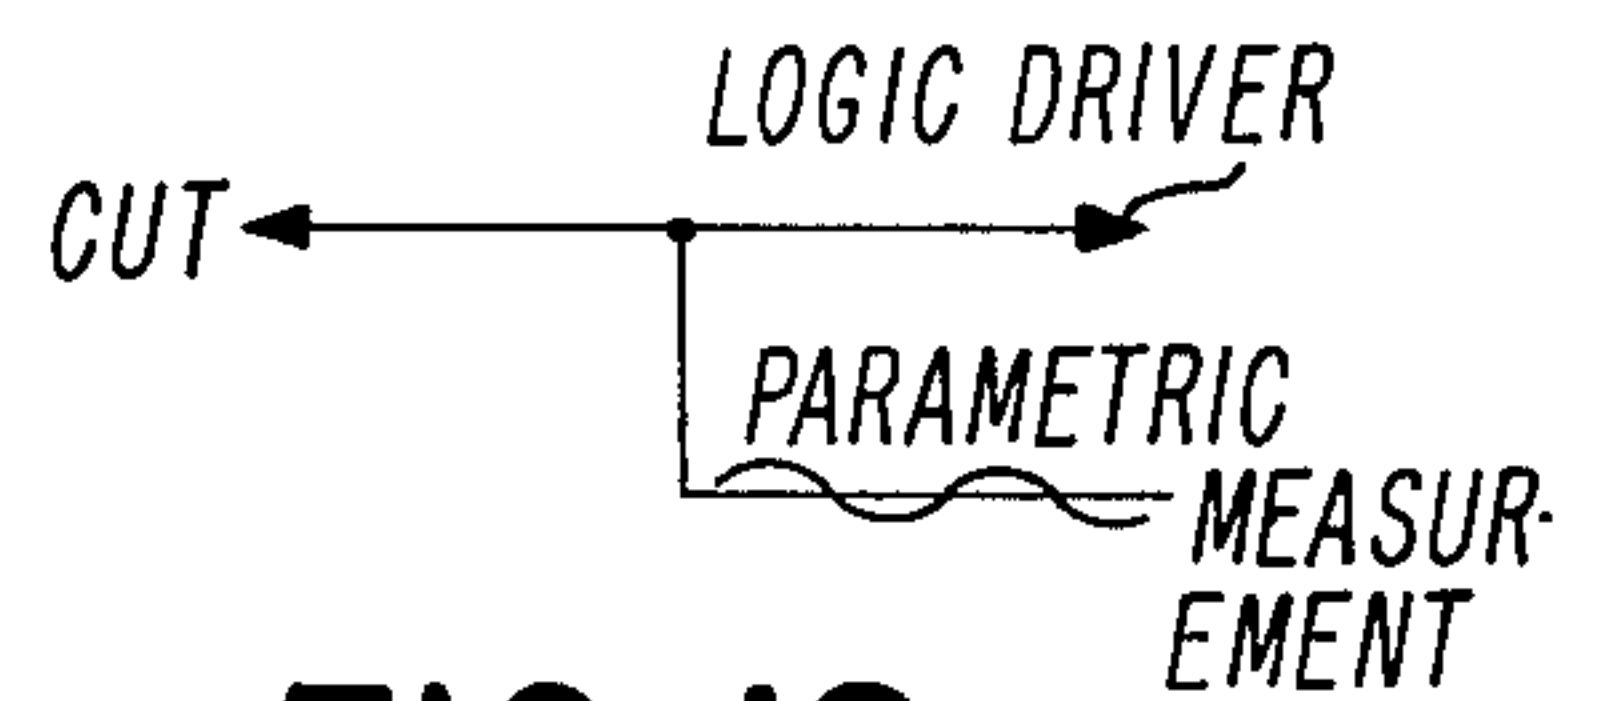 LOGIC DRIVER
CUT
PARAMETRIC
MEASUR-
EMENT